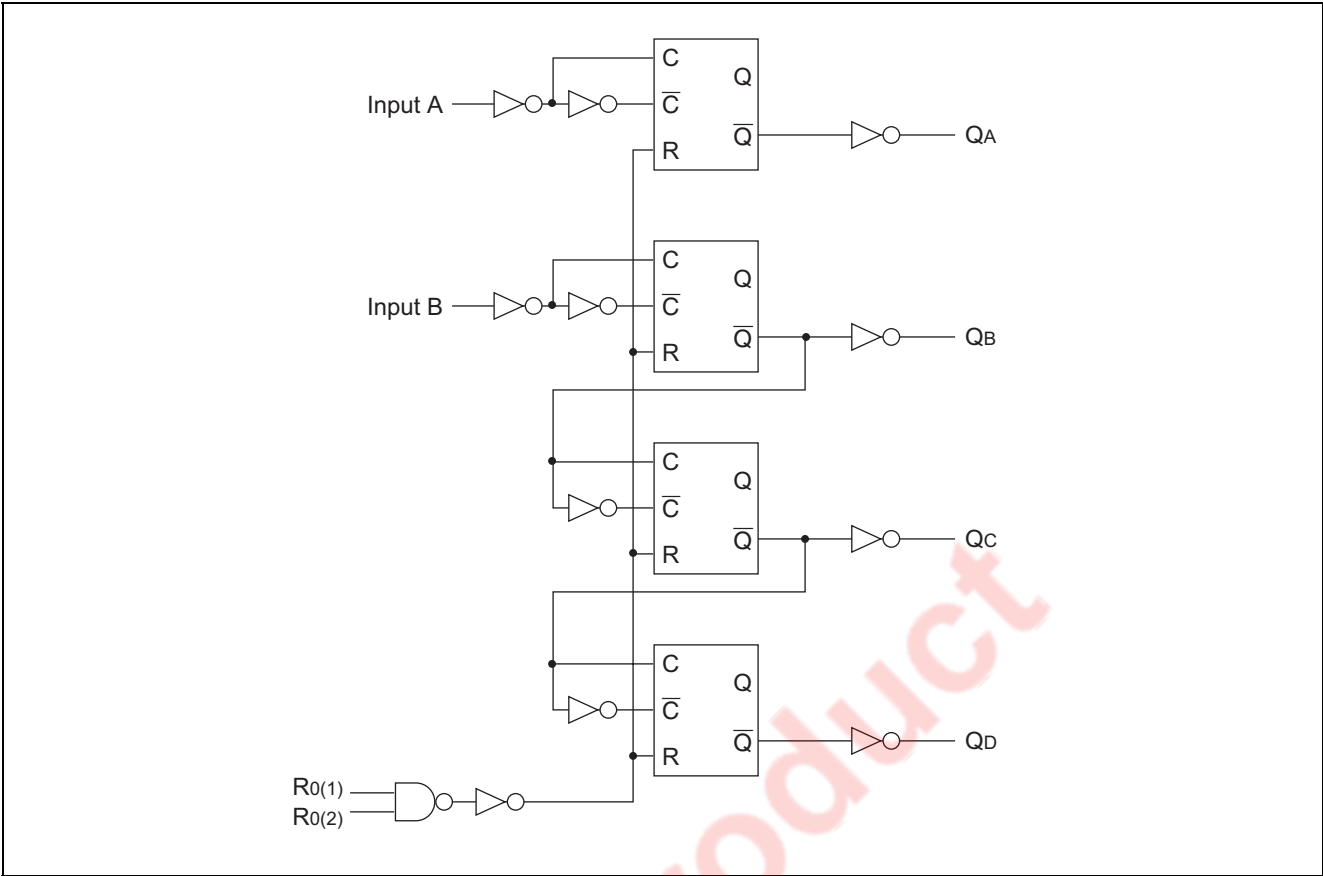 C
Q
Input A
C̅
Q̅
QA
R
C
Q
Input B
C̅
Q̅
QB
R
C
Q
C̅
Q̅
QC
R
C
Q
C̅
Q̅
QD
R
R0(1)
R0(2)